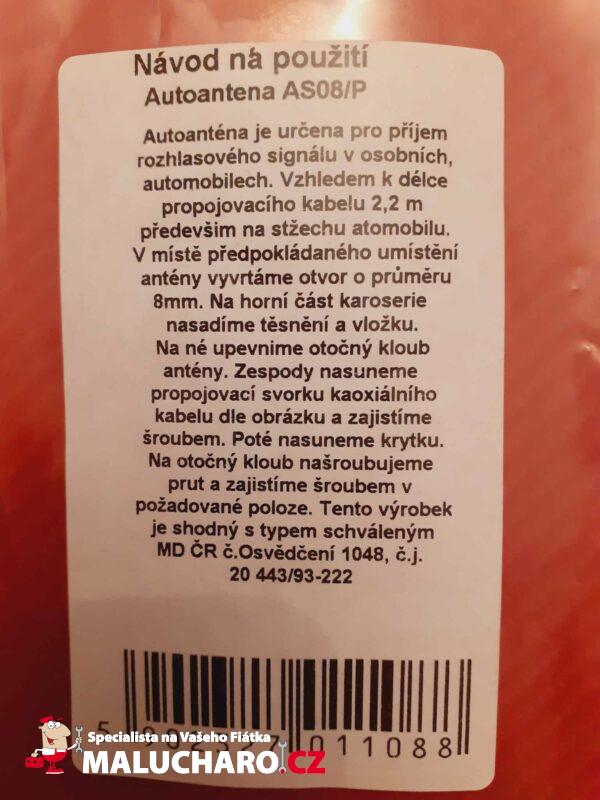 Návod ná použití
Autoantena AS08/P
Autoanténa je určena pro příjem
rozhlasového signálu v osobních,
automobilech. Vzhledem k délce
propojovacího kabelu 2,2 m
především na stžechu atomobilu.
V místě předpokládaného umístění
antény vyvrtáme otvor o průměru
8mm. Na horní část karoserie
nasadíme těsnění a vložku.
Na né upevnime otočný kloub
antény. Zespody nasuneme
propojovací svorku kaoxiálního
kabelu dle obrázku a zajistíme
šroubem. Poté nasuneme krytku.
Na otočný kloub našroubujeme
prut a zajistíme šroubem v
požadované poloze. Tento výrobek
je shodný s typem schváleným
MD ČR č.Osvědčení 1048, č.j.
20 443/93-222
5 902327 011088
Specialista na Vašeho Fiátka
MALUCHARO.CZ